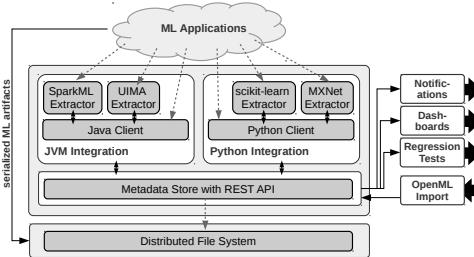 ML Applications
serialized ML artifacts
SparkML
Extractor
UIMA
Extractor
scikit-learn
Extractor
MXNet
Extractor
Java Client
Python Client
JVM Integration
Python Integration
Metadata Store with REST API
Distributed File System
Notific-
ations
Dash-
boards
Regression
Tests
OpenML
Import